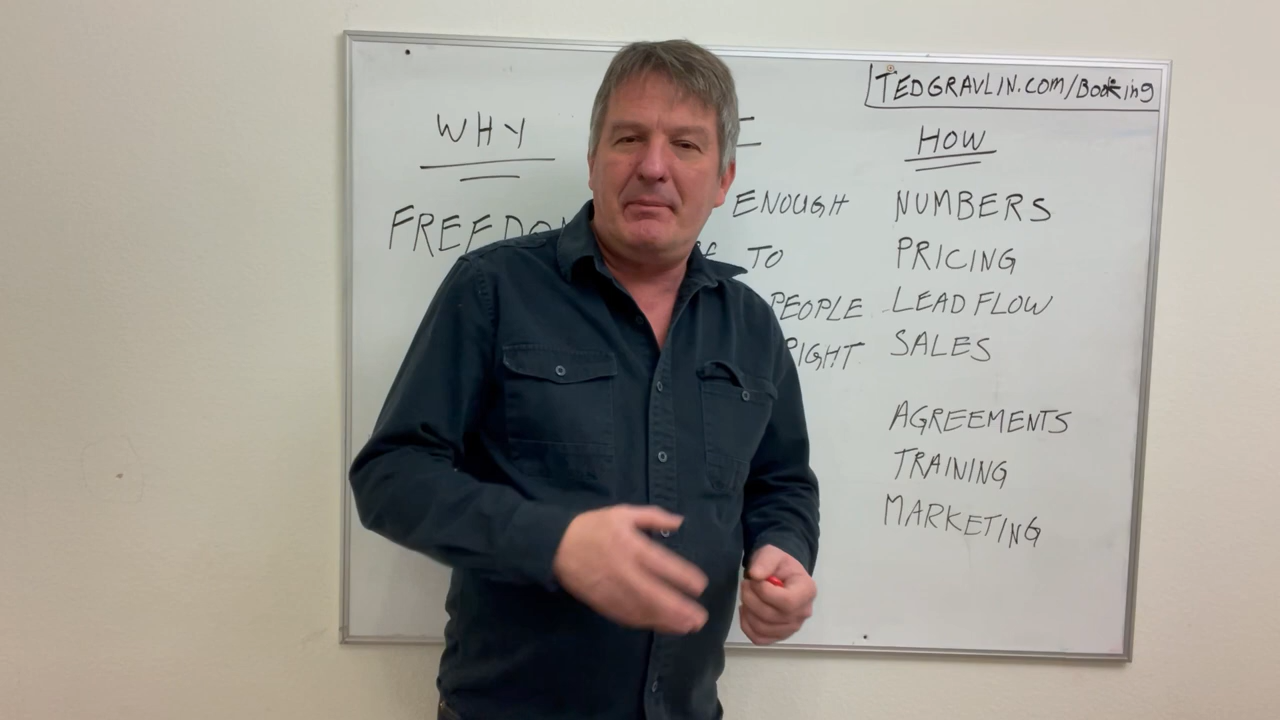 TEDGRAVLIN.COM/Booking
WHY
FREEDO
ENOUGH
TO
PEOPLE
RIGHT
HOW
NUMBERS
PRICING
LEAD FLOW
SALES
AGREEMENTS
TRAINING
MARKETING